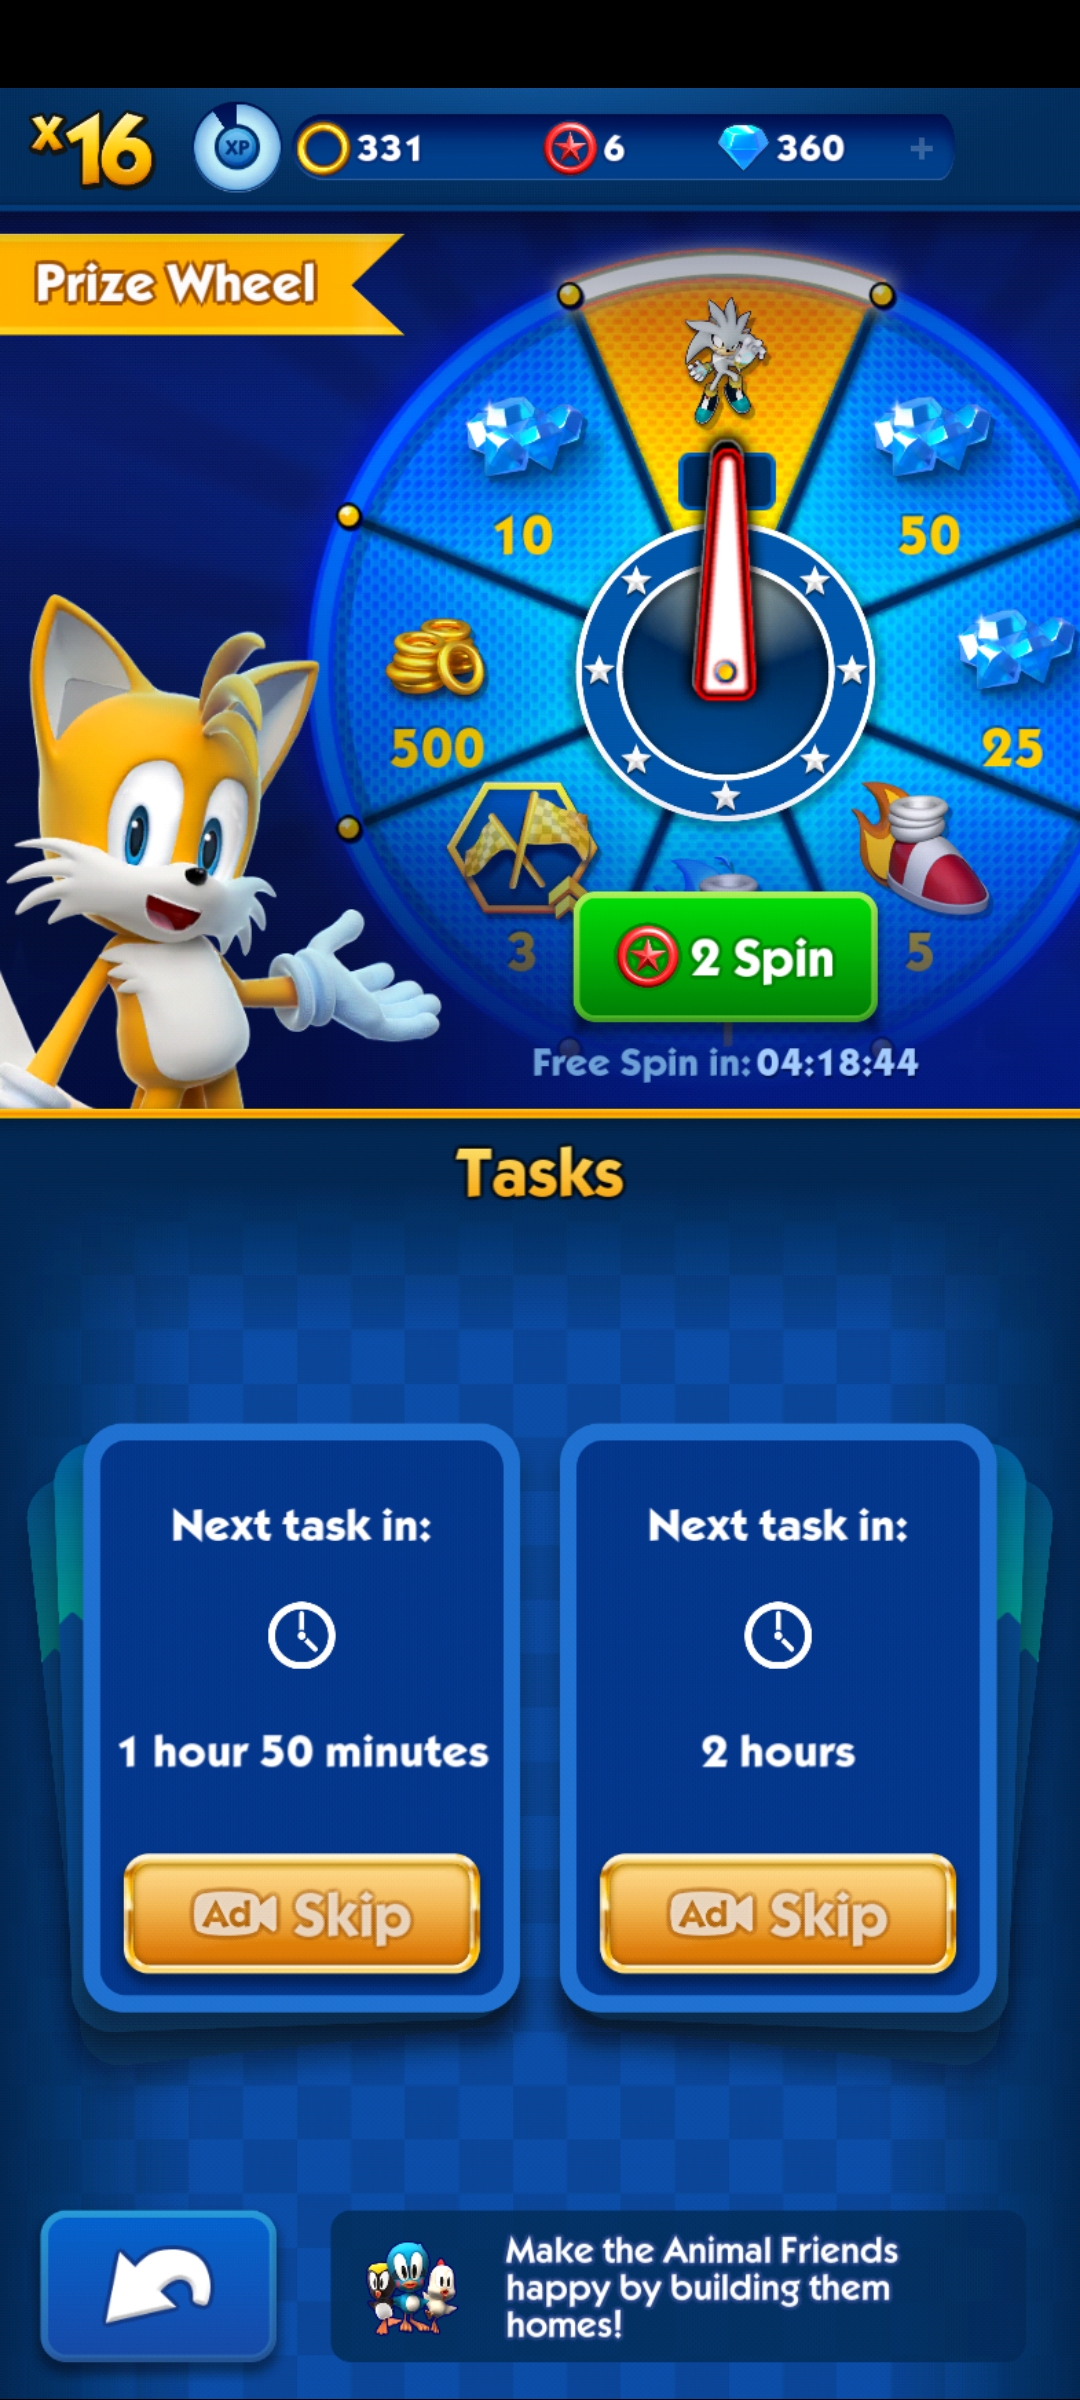 x16
XP
331
6
360
+
Prize Wheel
10
50
500
25
3
5
2 Spin
Free Spin in: 04:18:44
Tasks
Next task in:
1 hour 50 minutes
Ad Skip
Next task in:
2 hours
Ad Skip
Make the Animal Friends
happy by building them
homes!